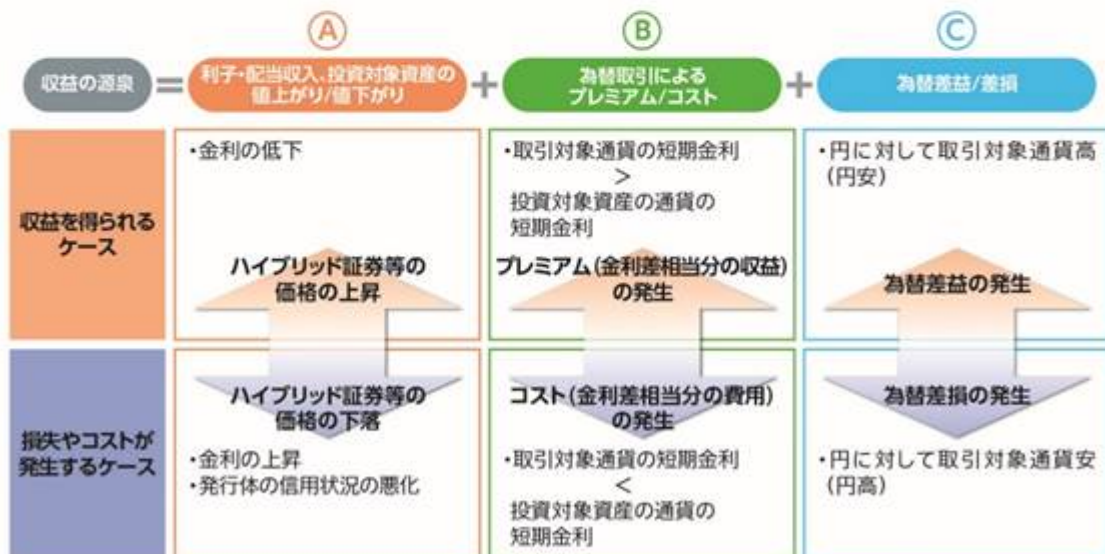 Ⓐ
Ⓑ
Ⓒ
収益の源泉
=
利子・配当収入、投資対象資産の
値上がり/値下がり
+
為替取引による
プレミアム/コスト
+
為替差益/差損
収益を得られる
ケース
・金利の低下
ハイブリッド証券等の
価格の上昇
・取引対象通貨の短期金利
>
投資対象資産の通貨の
短期金利
プレミアム(金利差相当分の収益)
の発生
・円に対して取引対象通貨高
(円安)
為替差益の発生
損失やコストが
発生するケース
ハイブリッド証券等の
価格の下落
・金利の上昇
・発行体の信用状況の悪化
コスト(金利差相当分の費用)
の発生
・取引対象通貨の短期金利
<
投資対象資産の通貨の
短期金利
為替差損の発生
・円に対して取引対象通貨安
(円高)